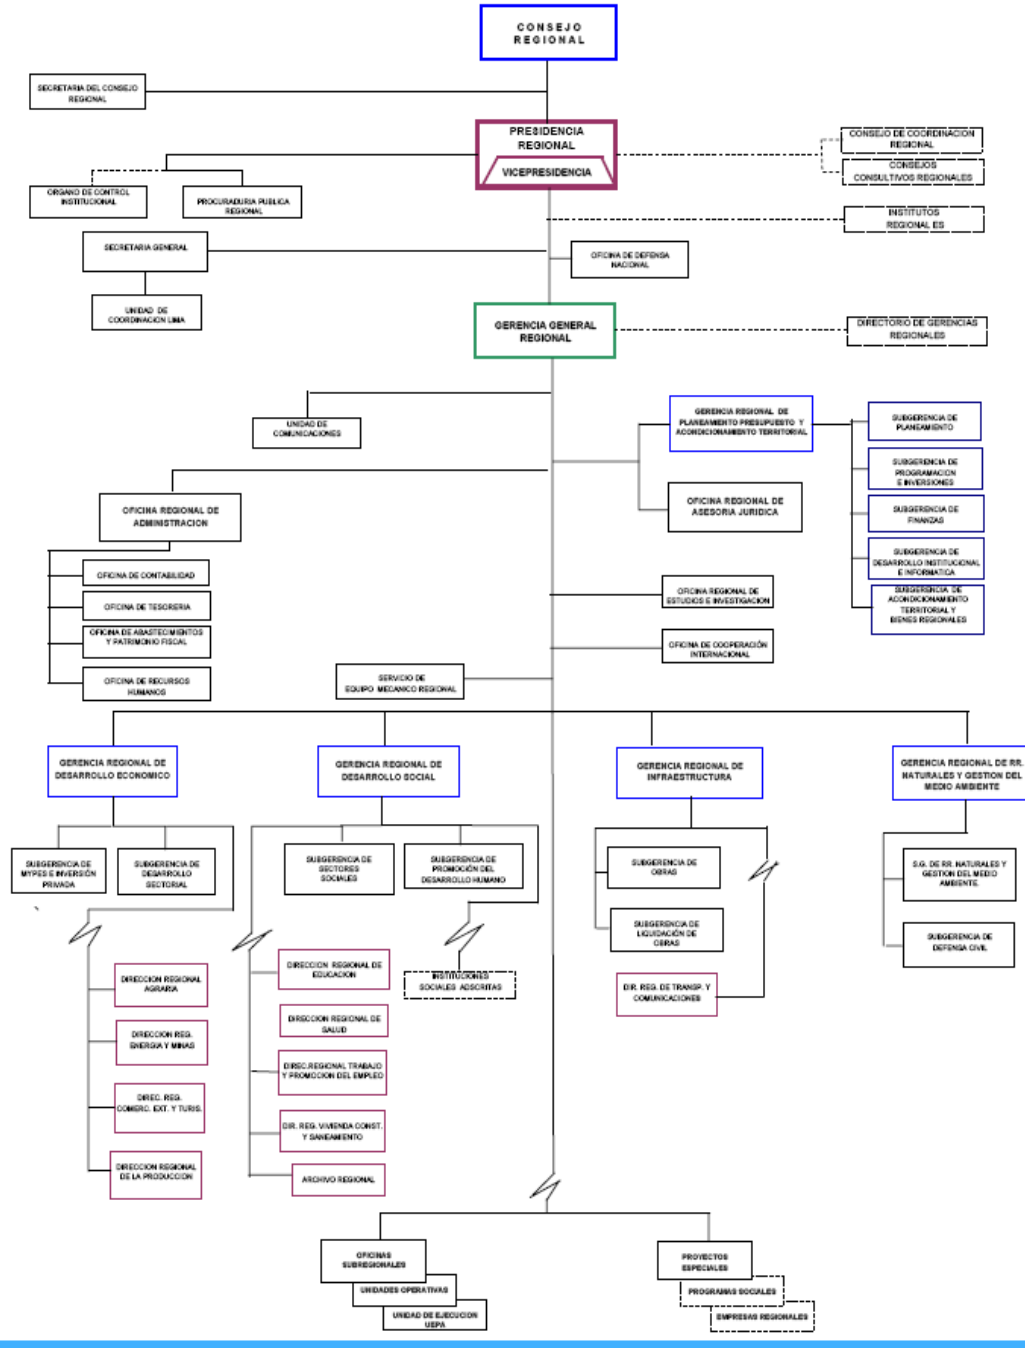 CONSEJO
REGIONAL
SECRETARIA DEL CONSEJO
REGIONAL
PRESIDENCIA
REGIONAL
VICEPRESIDENCIA
CONSEJO DE COORDINACION
REGIONAL
CONSEJOS
CONSULTIVOS REGIONALES
ORGANO DE CONTROL
INSTITUCIONAL
PROCURADURIA PUBLICA
REGIONAL
INSTITUTOS
REGIONAL ES
SECRETARIA GENERAL
OFICINA DE DEFENSA
NACIONAL
UNIDAD DE
COORDINACION LIMA
GERENCIA GENERAL
REGIONAL
DIRECTORIO DE GERENCIAS
REGIONALES
UNIDAD DE
COMUNICACIONES
GERENCIA REGIONAL DE
PLANEAMIENTO PRESUPUESTO Y
ACONDICIONAMIENTO TERRITORIAL
SUBGERENCIA DE
PLANEAMIENTO
SUBGERENCIA DE
PROGRAMACION
E INVERSIONES
OFICINA REGIONAL DE
ADMINISTRACION
OFICINA REGIONAL DE
ASESORIA JURIDICA
SUBGERENCIA DE
FINANZAS
SUBGERENCIA DE
DESARROLLO INSTITUCIONAL
E INFORMATICA
SUBGERENCIA DE
ACONDICIONAMIENTO
TERRITORIAL Y
BIENES REGIONALES
OFICINA DE CONTABILIDAD
OFICINA DE TESORERIA
OFICINA DE ABASTECIMIENTOS
Y PATRIMONIO FISCAL
OFICINA DE RECURSOS
HUMANOS
OFICINA REGIONAL DE
ESTUDIOS E INVESTIGACION
OFICINA DE COOPERACIÓN
INTERNACIONAL
SERVICIO DE
EQUIPO MECANICO REGIONAL
GERENCIA REGIONAL DE
DESARROLLO ECONOMICO
GERENCIA REGIONAL DE
DESARROLLO SOCIAL
GERENCIA REGIONAL DE
INFRAESTRUCTURA
GERENCIA REGIONAL DE RR.
NATURALES Y GESTION DEL
MEDIO AMBIENTE
SUBGERENCIA DE
MYPES E INVERSIÓN
PRIVADA
SUBGERENCIA DE
DESARROLLO
SECTORIAL
SUBGERENCIA DE
SECTORES
SOCIALES
SUBGERENCIA DE
PROMOCIÓN DEL
DESARROLLO HUMANO
SUBGERENCIA DE
OBRAS
S.G. DE RR. NATURALES Y
GESTION DEL MEDIO
AMBIENTE.
SUBGERENCIA DE
LIQUIDACIÓN DE
OBRAS
SUBGERENCIA DE
DEFENSA CIVIL
DIRECCION REGIONAL
AGRARIA
DIRECCION REG.
ENERGIA Y MINAS
DIREC. REG.
COMERC. EXT. Y TURIS.
DIRECCION REGIONAL
DE LA PRODUCCION
DIRECCION REGIONAL DE
EDUCACION
DIRECCION REGIONAL DE
SALUD
DIREC.REGIONAL TRABAJO
Y PROMOCION DEL EMPLEO
DIR. REG. VIVIENDA CONST.
Y SANEAMIENTO
ARCHIVO REGIONAL
INSTITUCIONES
SOCIALES ADSCRITAS
DIR. REG. DE TRANSP. Y
COMUNICACIONES
OFICINAS
SUBREGIONALES
UNIDADES OPERATIVAS
UNIDAD DE EJECUCION
UEPA
PROYECTOS
ESPECIALES
PROGRAMAS SOCIALES
EMPRESAS REGIONALES